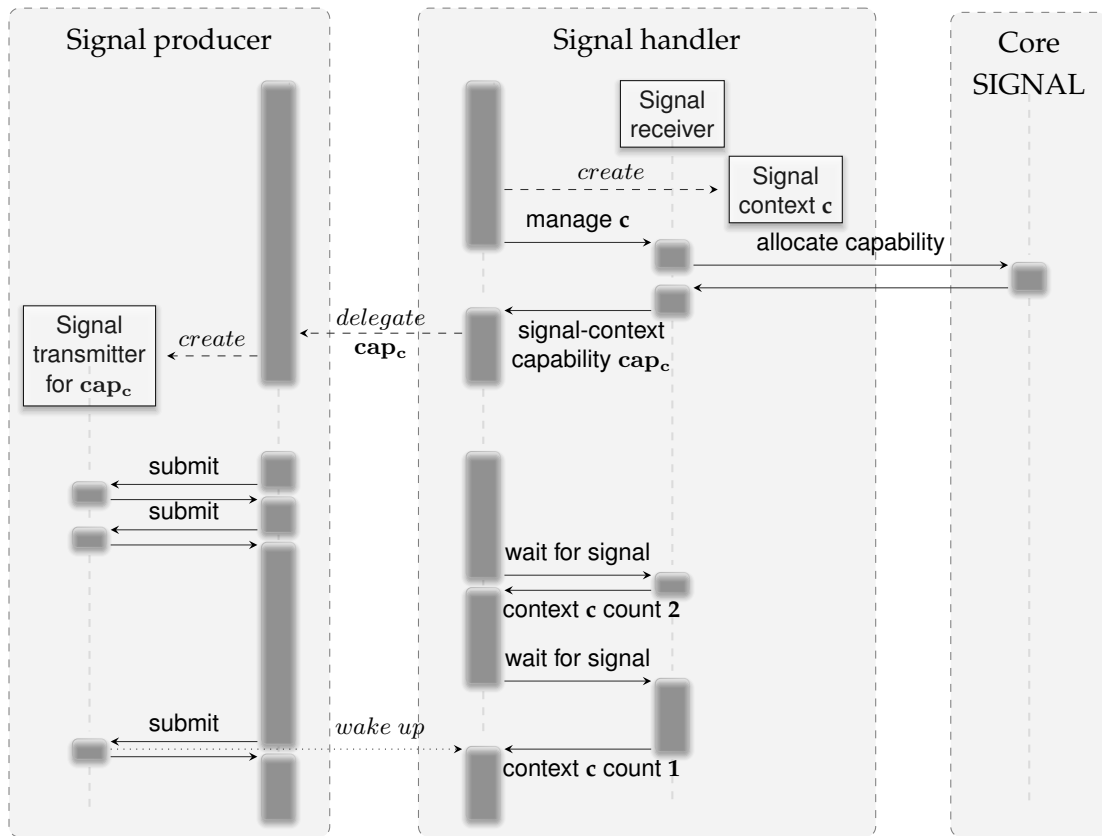 Signal producer
Signal handler
Core
SIGNAL
Signal
receiver
create
Signal
context c
manage c
allocate capability
Signal
transmitter
for cap_c
create
delegate
cap_c
signal-context
capability cap_c
submit
submit
wait for signal
context c count 2
wait for signal
submit
wake up
context c count 1